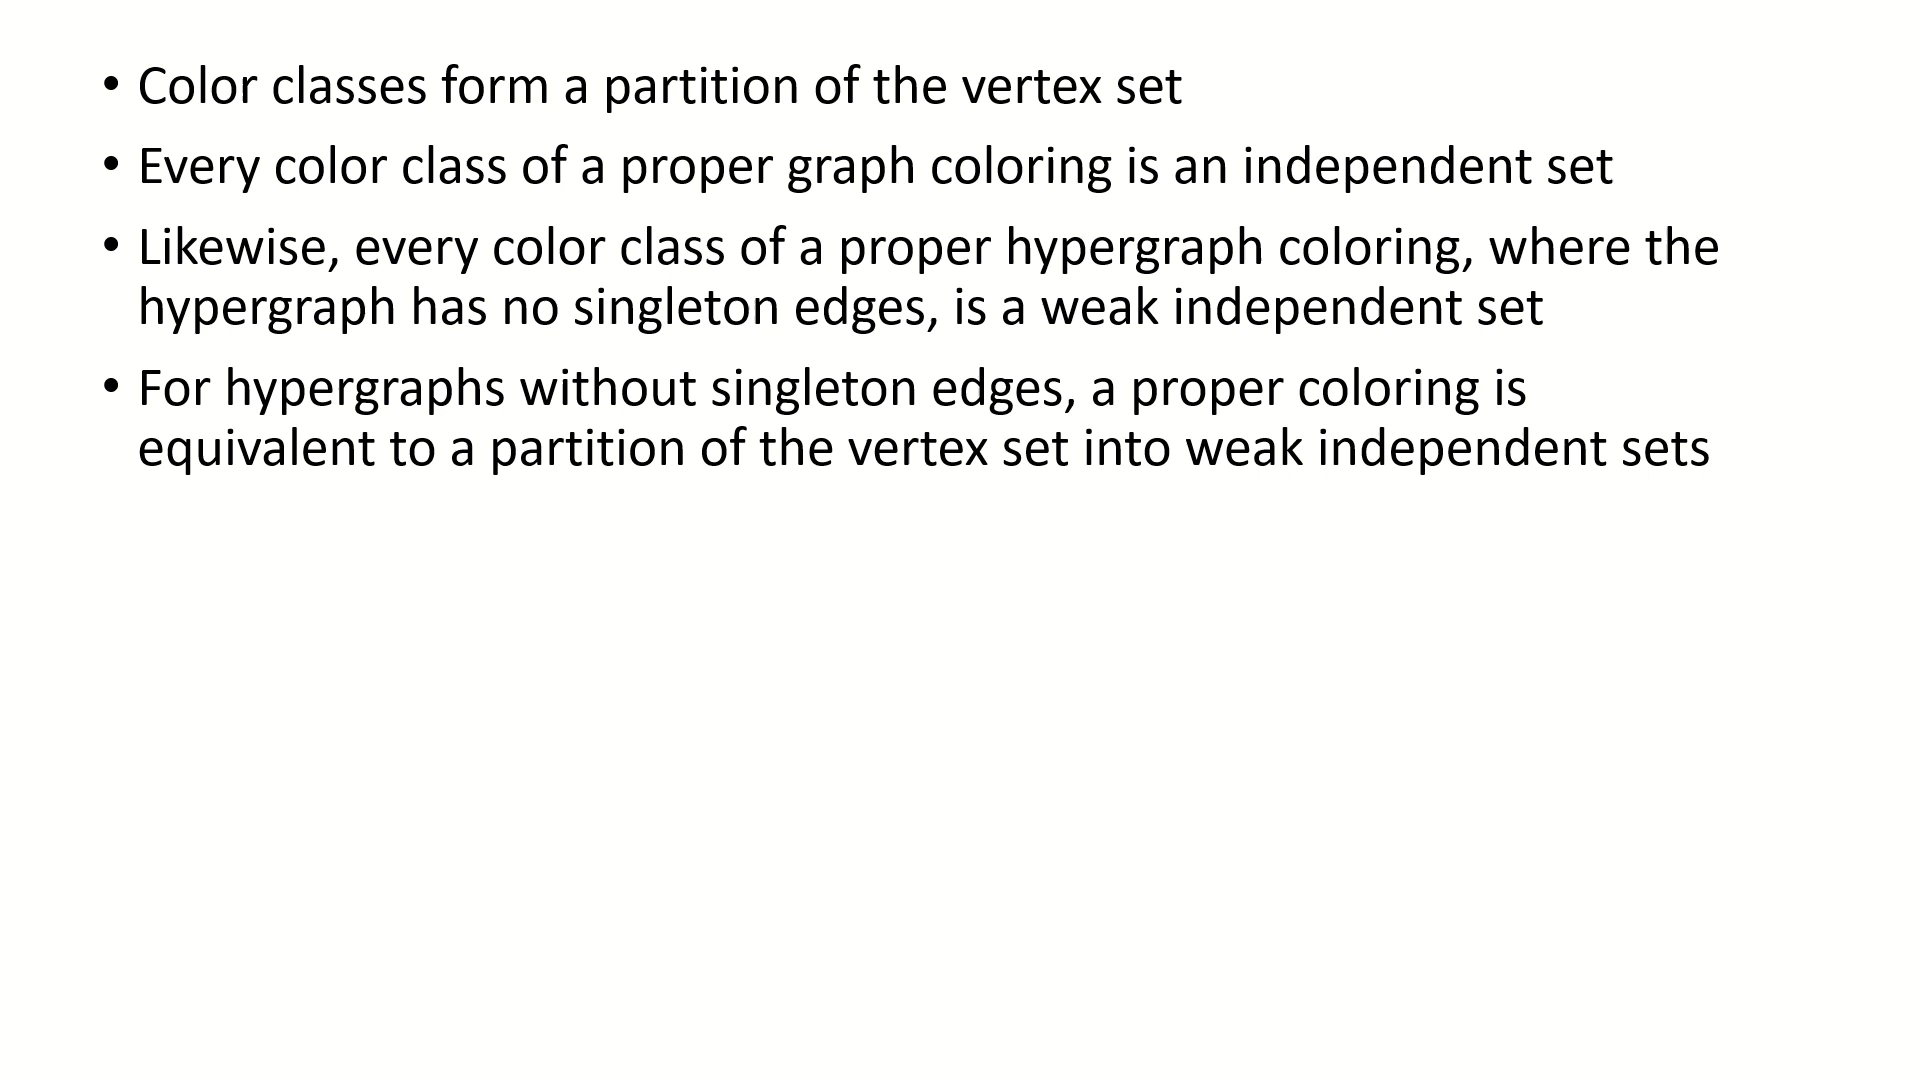 • Color classes form a partition of the vertex set
• Every color class of a proper graph coloring is an independent set
• Likewise, every color class of a proper hypergraph coloring, where the
hypergraph has no singleton edges, is a weak independent set
• For hypergraphs without singleton edges, a proper coloring is
equivalent to a partition of the vertex set into weak independent sets